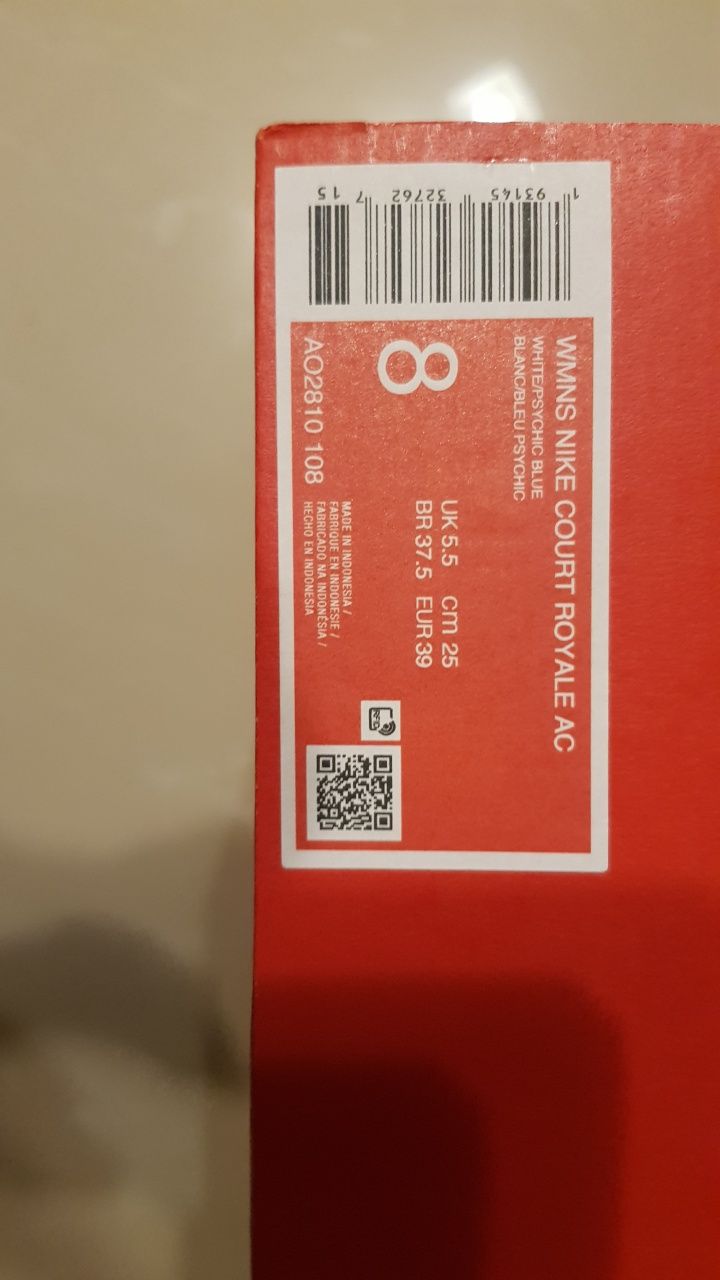 WMNS NIKE COURT ROYALE AC
WHITE/PSYCHIC BLUE
BLANC/BLEU PSYCHIC
8
UK 5.5 cm 25
BR 37.5 EUR 39
MADE IN INDONESIA /
FABRIQUE EN INDONESIE /
FABRICADO NA INDONÉSIA /
HECHO EN INDONESIA
AO2810 108
RFID
1 93145 32762 7 15